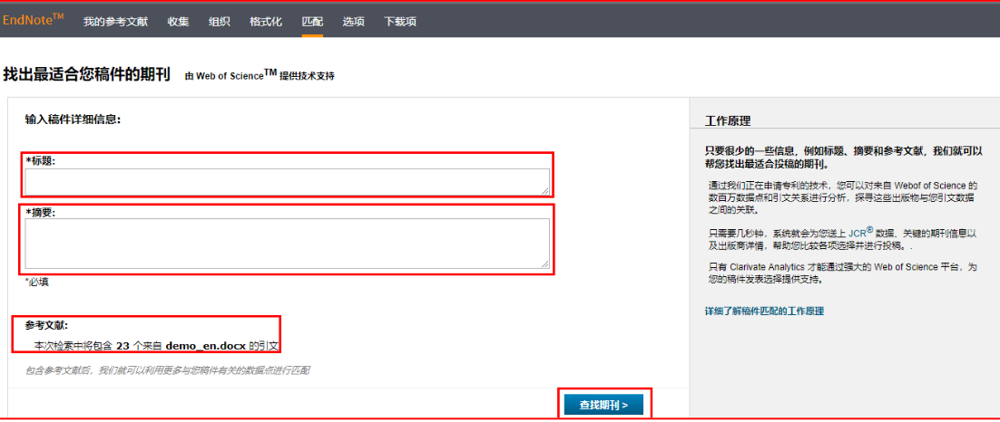 EndNote™ 我的参考文献 收集 组织 格式化 匹配 选项 下载项
找出最适合您稿件的期刊 由 Web of Science™ 提供技术支持
输入稿件详细信息:
*标题:
*摘要:
*必填
参考文献:
本次检索中将包含 23 个来自 demo_en.docx 的引文
包含参考文献后，我们就可以利用更多与您稿件有关的数据点进行匹配
查找期刊 >
工作原理
只要很少的一些信息，例如标题、摘要和参考文献，我们就可以
帮您找出最适合投稿的期刊。
通过我们正在申请专利的技术，您可以对来自 Webof Science 的
数百万数据点和引文关系进行分析，探寻这些出版物与您引文数据
之间的关联。
只需要几秒钟，系统就会为您送上 JCR® 数据、关键的期刊信息以
及出版商详情，帮助您比较各项选择并进行投稿。.
只有 Clarivate Analytics 才能通过强大的 Web of Science 平台，为
您的稿件发表选择提供支持。
详细了解稿件匹配的工作原理